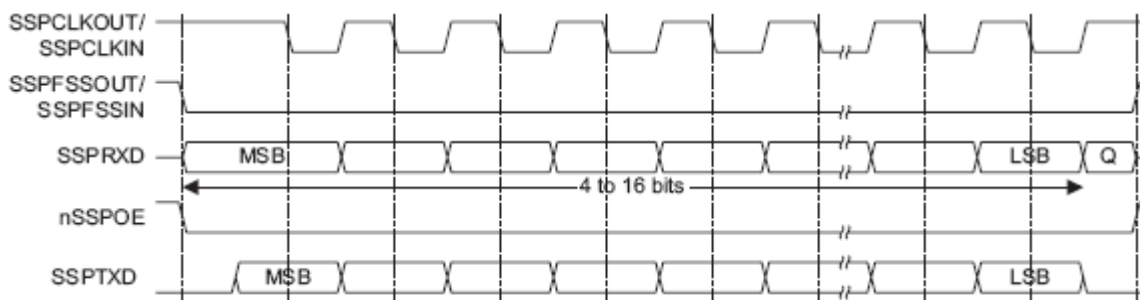 SSPCLKOUT/
SSPCLKIN
SSPFSSOUT/
SSPFSSIN
SSPRXD MSB LSB Q
4 to 16 bits
nSSPOE
SSPTXD MSB LSB